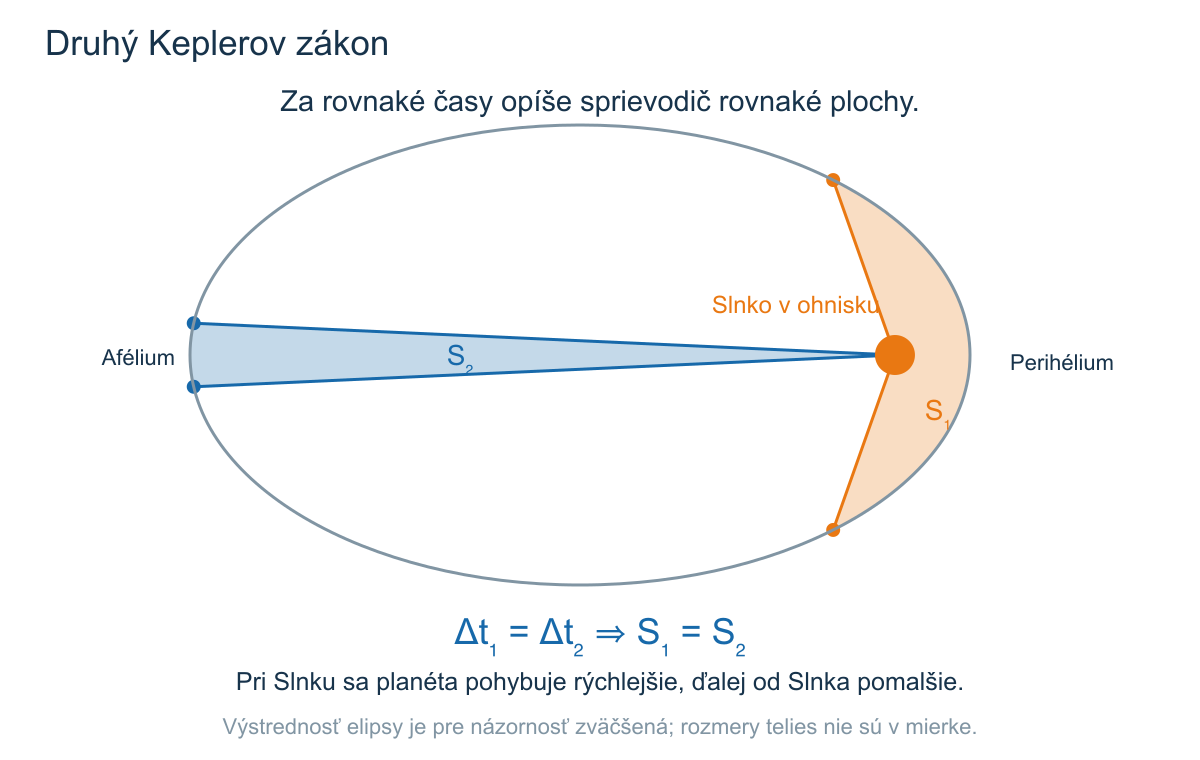 Druhý Keplerov zákon
Za rovnaké časy opíše sprievodič rovnaké plochy.
Slnko v ohnisku
S₂
Afélium
Perihélium
S₁
Δt₁ = Δt₂ ⇒ S₁ = S₂
Pri Slnku sa planéta pohybuje rýchlejšie, ďalej od Slnka pomalšie.
Výstrednosť elipsy je pre názornosť zväčšená; rozmery telies nie sú v mierke.